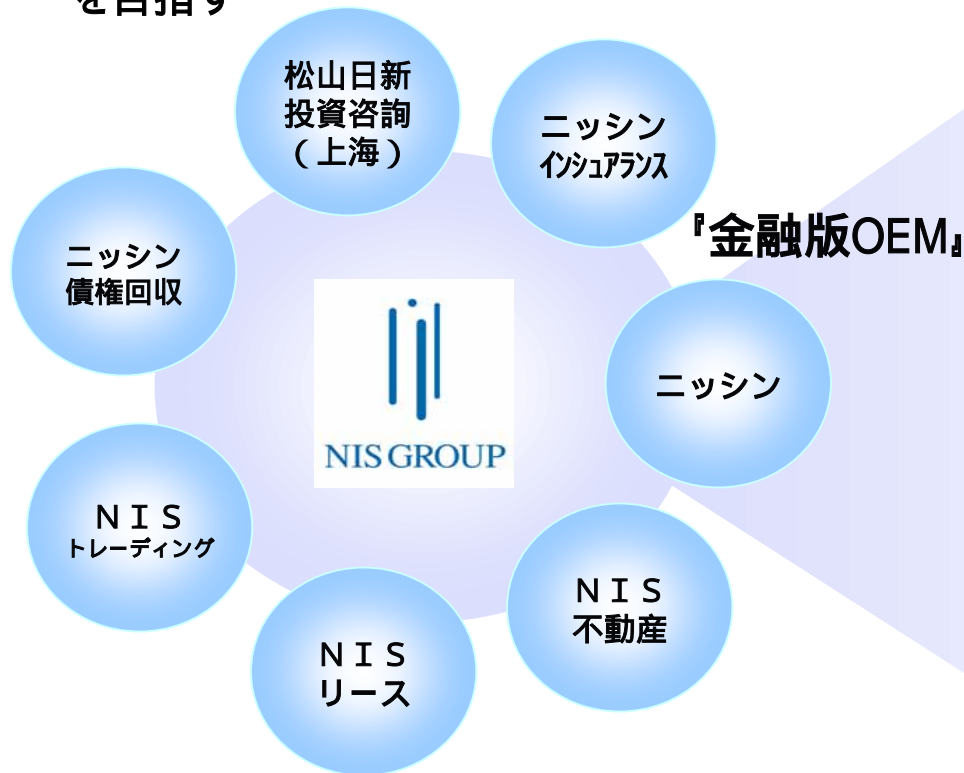 を目指す
松山日新
投資咨詢
（上海）
ニッシン
インシュアランス
ニッシン
債権回収
『金融版OEM』
NIS GROUP
ニッシン
ＮＩＳ
トレーディング
ＮＩＳ
不動産
ＮＩＳ
リース